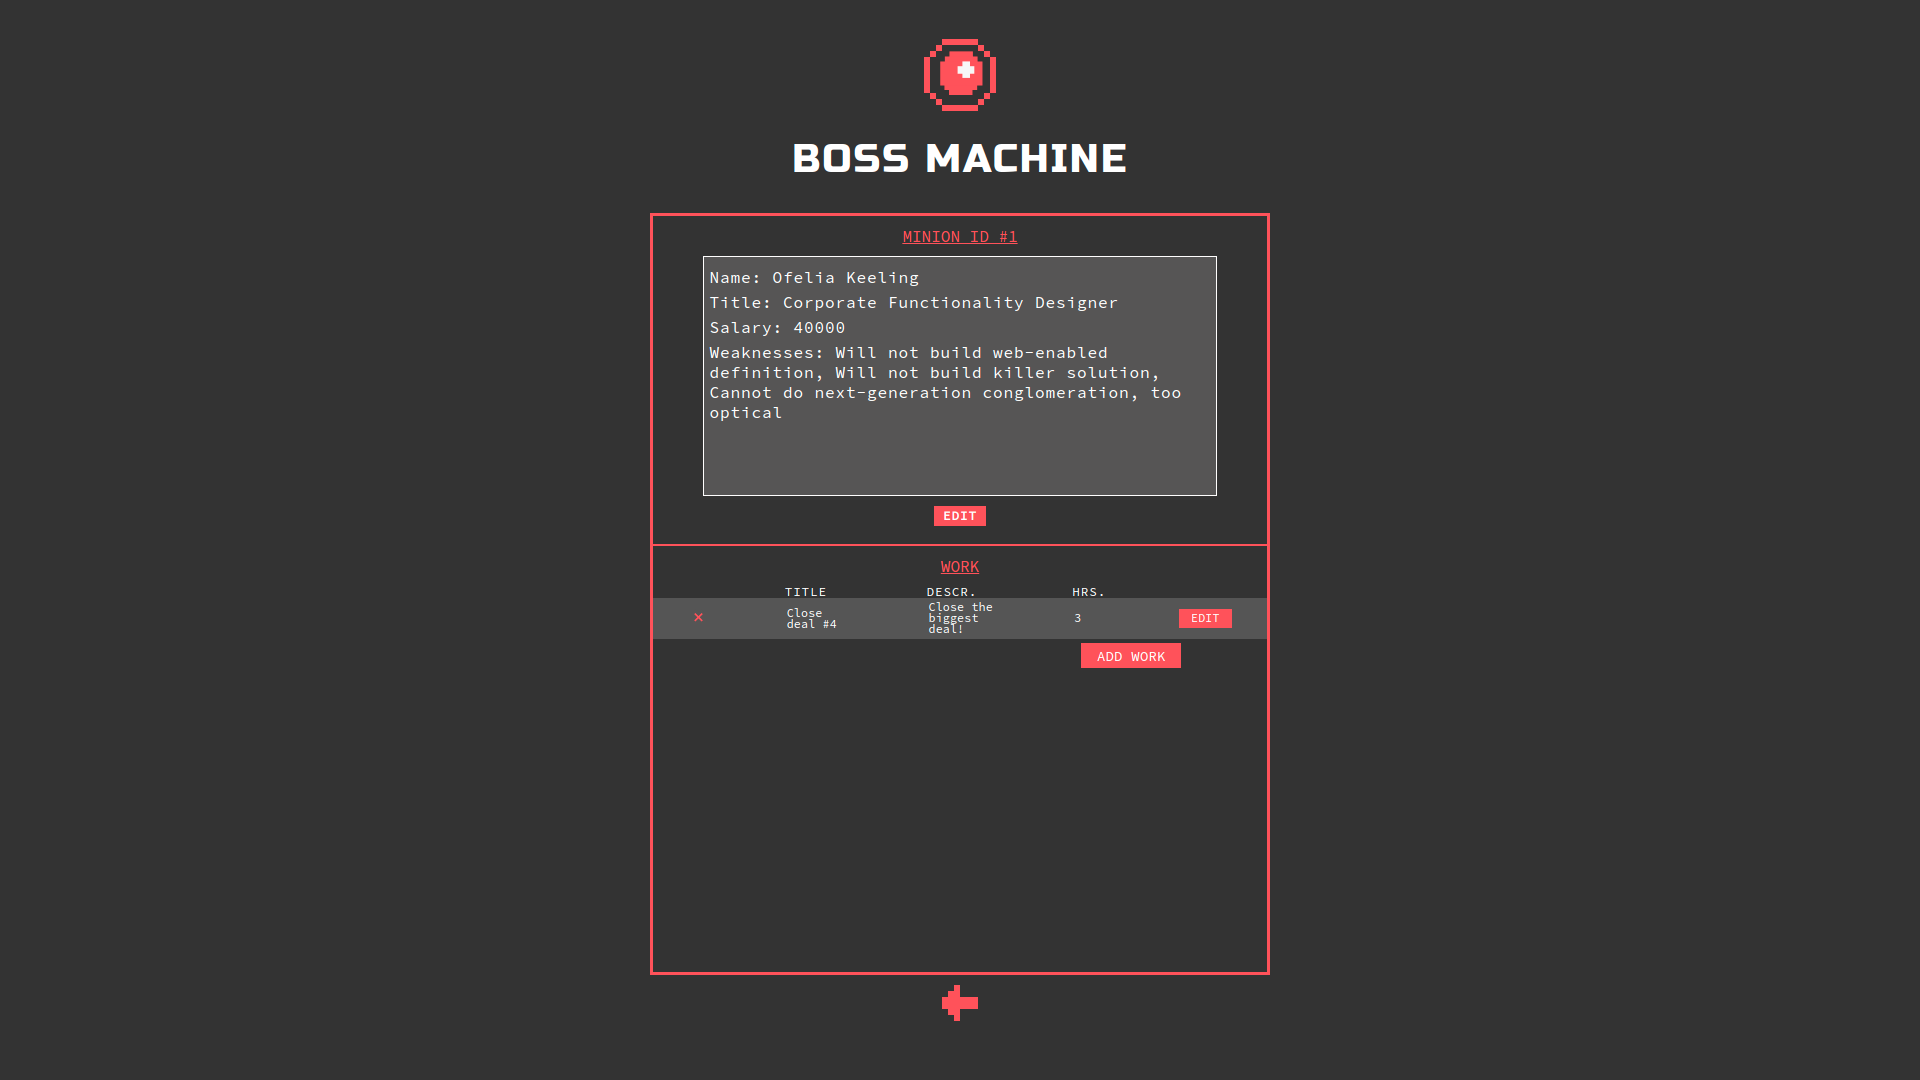 BOSS MACHINE
MINION ID #1
Name: Ofelia Keeling
Title: Corporate Functionality Designer
Salary: 40000
Weaknesses: Will not build web-enabled
definition, Will not build killer solution,
Cannot do next-generation conglomeration, too
optical
EDIT
WORK
TITLE DESCR. HRS.
✕ Close deal #4 Close the biggest deal! 3 EDIT
ADD WORK